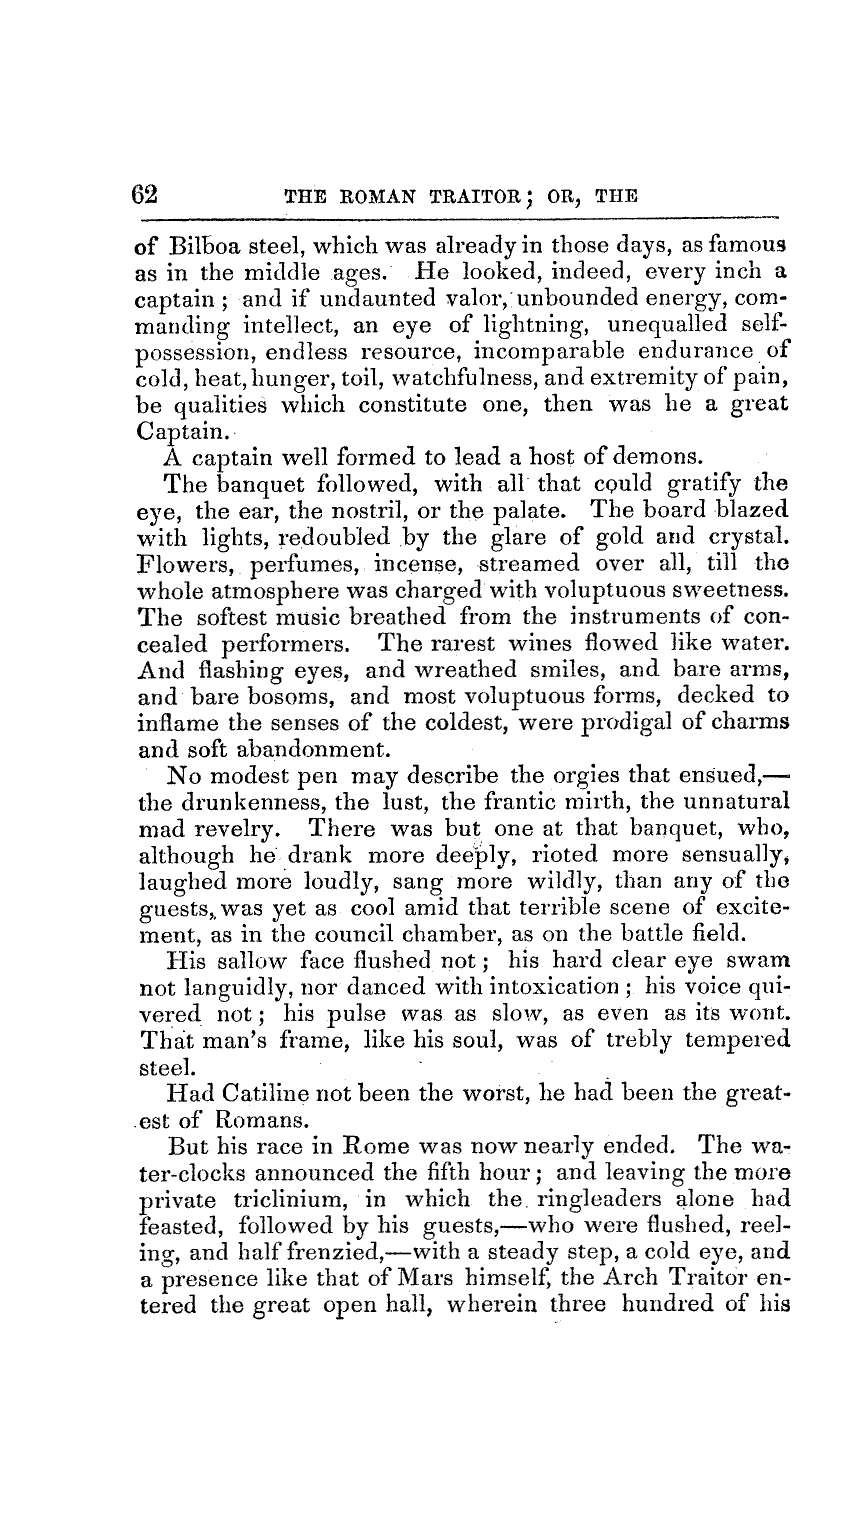 62 THE ROMAN TRAITOR; OR, THE
of Bilboa steel, which was already in those days, as famous
as in the middle ages. He looked, indeed, every inch a
captain ; and if undaunted valor, unbounded energy, com-
manding intellect, an eye of lightning, unequalled self-
possession, endless resource, incomparable endurance of
cold, heat, hunger, toil, watchfulness, and extremity of pain,
be qualities which constitute one, then was he a great
Captain.
A captain well formed to lead a host of demons.
The banquet followed, with all that could gratify the
eye, the ear, the nostril, or the palate. The board blazed
with lights, redoubled by the glare of gold and crystal.
Flowers, perfumes, incense, streamed over all, till the
whole atmosphere was charged with voluptuous sweetness.
The softest music breathed from the instruments of con-
cealed performers. The rarest wines flowed like water.
And flashing eyes, and wreathed smiles, and bare arms,
and bare bosoms, and most voluptuous forms, decked to
inflame the senses of the coldest, were prodigal of charms
and soft abandonment.
No modest pen may describe the orgies that ensued,—
the drunkenness, the lust, the frantic mirth, the unnatural
mad revelry. There was but one at that banquet, who,
although he drank more deeply, rioted more sensually,
laughed more loudly, sang more wildly, than any of the
guests, was yet as cool amid that terrible scene of excite-
ment, as in the council chamber, as on the battle field.
His sallow face flushed not ; his hard clear eye swam
not languidly, nor danced with intoxication ; his voice qui-
vered not ; his pulse was as slow, as even as its wont.
That man's frame, like his soul, was of trebly tempered
steel.
Had Catiline not been the worst, he had been the great-
est of Romans.
But his race in Rome was now nearly ended. The wa-
ter-clocks announced the fifth hour ; and leaving the more
private triclinium, in which the ringleaders alone had
feasted, followed by his guests,—who were flushed, reel-
ing, and half frenzied,—with a steady step, a cold eye, and
a presence like that of Mars himself, the Arch Traitor en-
tered the great open hall, wherein three hundred of his